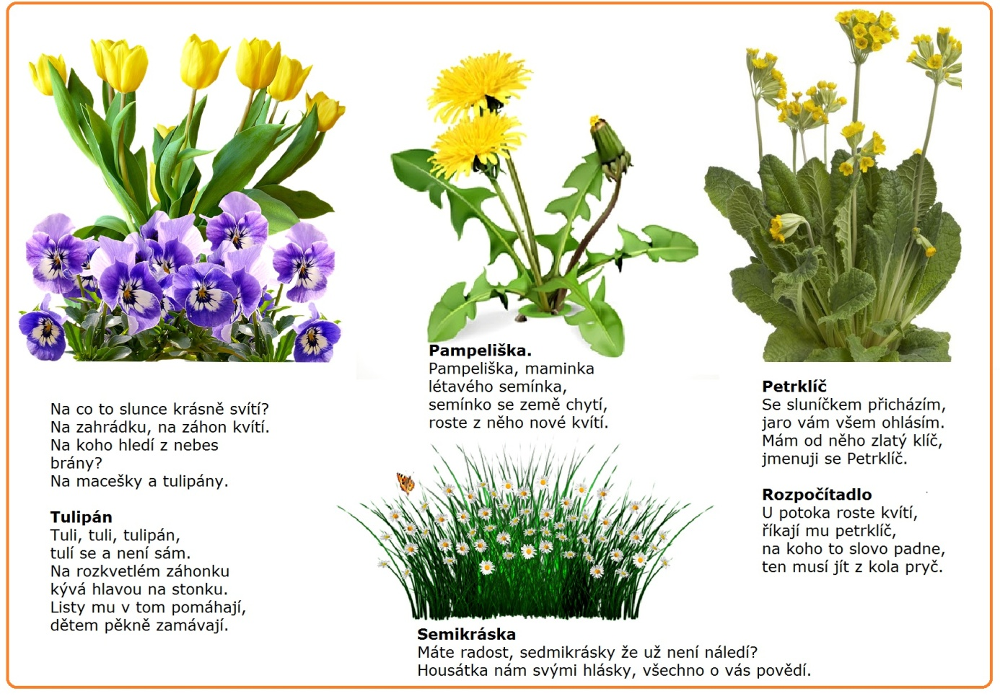 Na co to slunce krásně svítí?
Na zahrádku, na záhon kvítí.
Na koho hledí z nebes
brány?
Na macešky a tulipány.
Tulipán
Tuli, tuli, tulipán,
tulí se a není sám.
Na rozkvetlém záhonku
kývá hlavou na stonku.
Listy mu v tom pomáhají,
dětem pěkně zamávají.
Pampeliška.
Pampeliška, maminka
létavého semínka,
semínko se země chytí,
roste z něho nové kvítí.
Semikráska
Máte radost, sedmikrásky že už není náledí?
Housátka nám svými hlásky, všechno o vás povědí.
Petrklíč
Se sluníčkem přicházím,
jaro vám všem ohlásím.
Mám od něho zlatý klíč,
jmenuji se Petrklíč.
Rozpočítadlo
U potoka roste kvítí,
říkají mu petrklíč,
na koho to slovo padne,
ten musí jít z kola pryč.